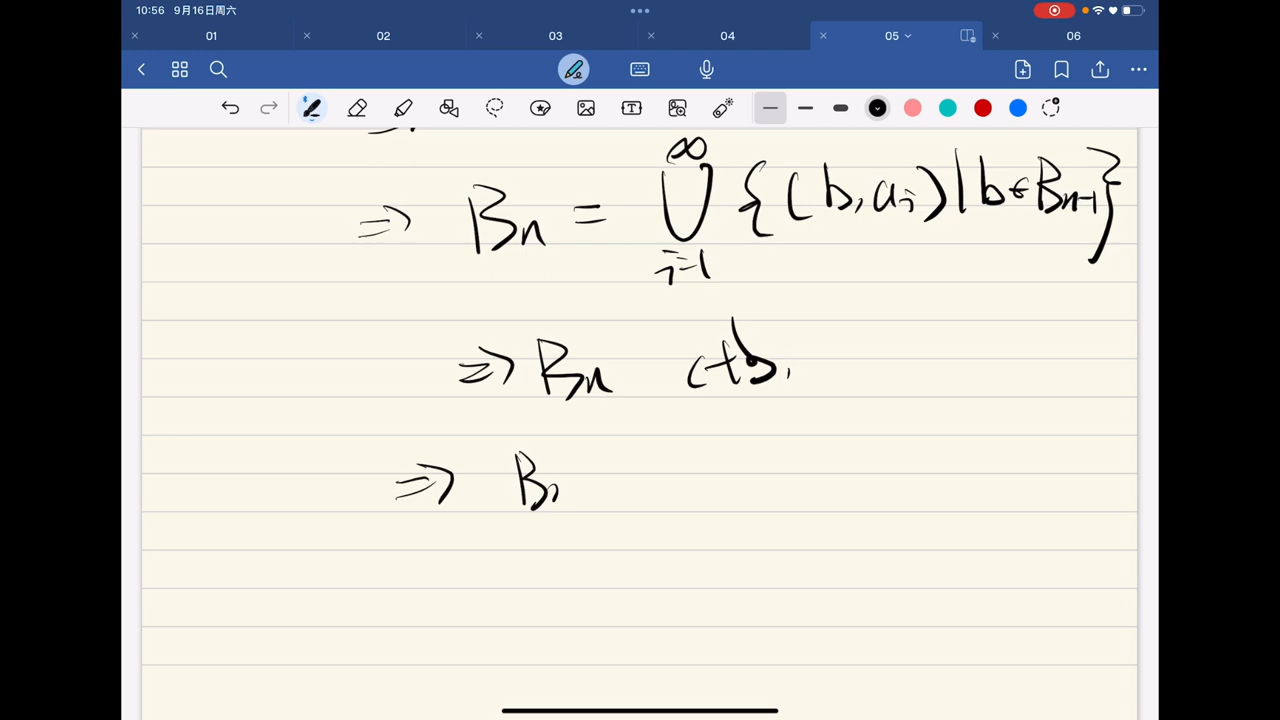 10:56 9月16日周六
01 02 03 04 05 06
⇒ Bn = ∞⋃i=1 {(b, ai) | b ∈ Bn-1}
⇒ Bn ctb.
⇒ Bn